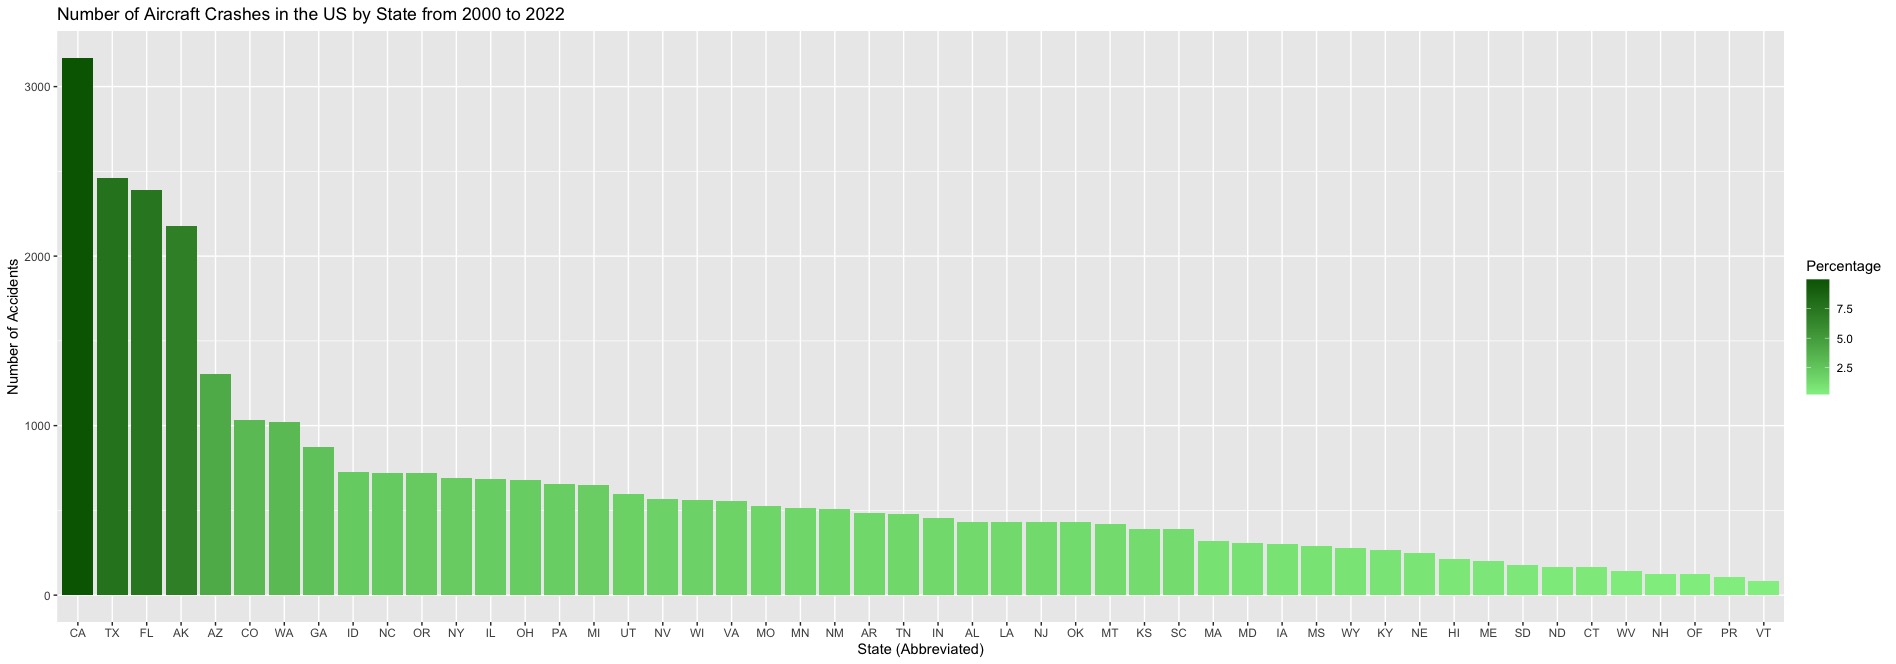 Number of Aircraft Crashes in the US by State from 2000 to 2022
Number of Accidents
3000
2000
1000
0
CA TX FL AK AZ CO WA GA ID NC OR NY IL OH PA MI UT NV WI VA MO MN NM AR TN IN AL LA NJ OK MT KS SC MA MD IA MS WY KY NE HI ME SD ND CT WV NH OF PR VT
State (Abbreviated)
Percentage
7.5
5.0
2.5